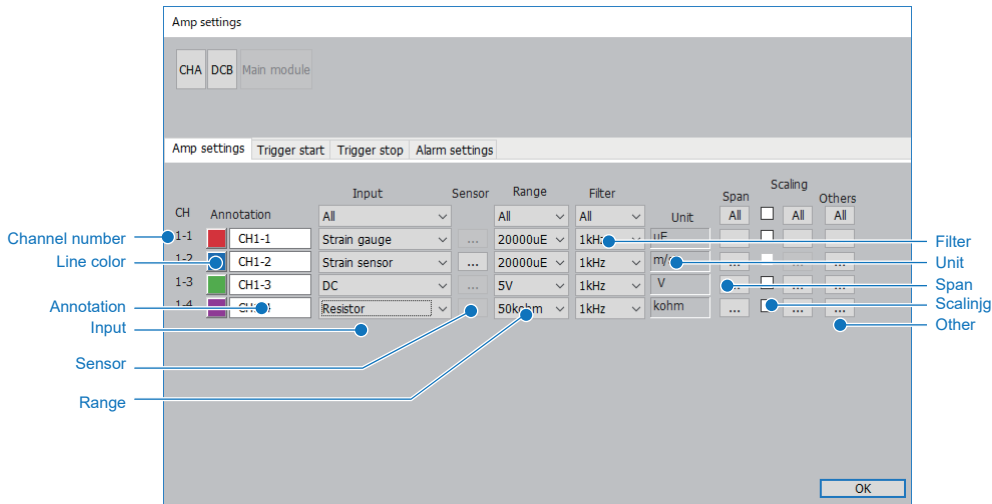 Amp settings
CHA DCB Main module
Amp settings Trigger start Trigger stop Alarm settings
Input Sensor Range Filter Span Scaling Others
CH Annotation All All All Unit All All All
Channel number 1-1 CH1-1 Strain gauge ... 20000uE 1kHz uE Filter
Line color 1-2 CH1-2 Strain sensor ... 20000uE 1kHz Unit
1-3 CH1-3 DC ... 5V 1kHz V ... ... ... Span
Annotation 1-4 Resistor 50kohm 1kHz kohm ... ... ... Scalinjg
Input Other
Sensor
Range
OK